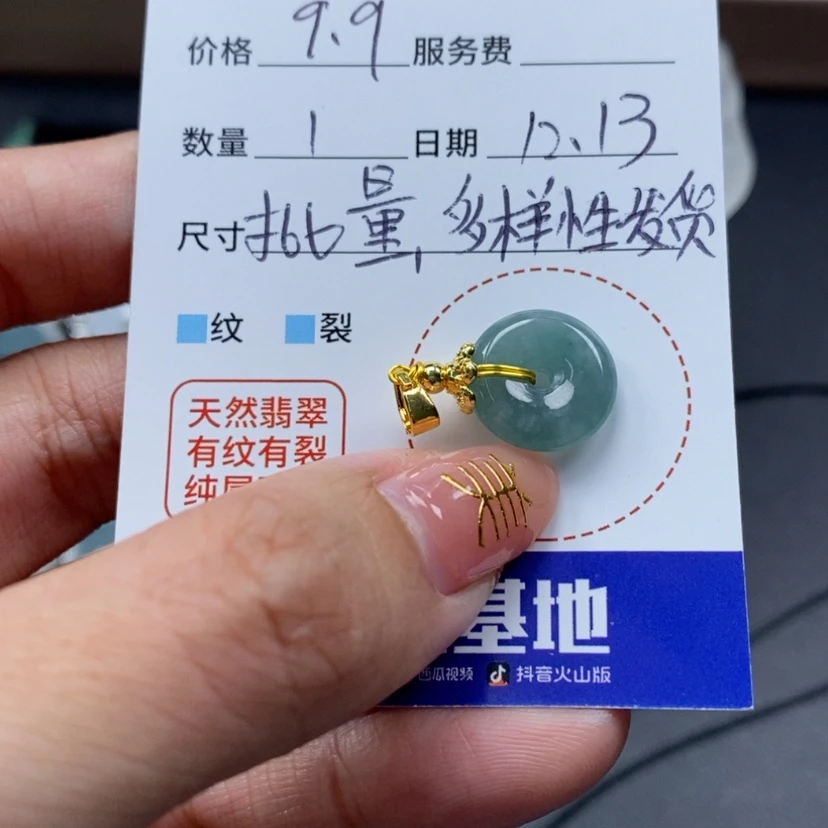 价格 9.9 服务费
数量 1 日期 12.13
尺寸 批量,多样性发货
纹 裂
天然翡翠
有纹有裂
基地
西瓜视频 抖音火山版